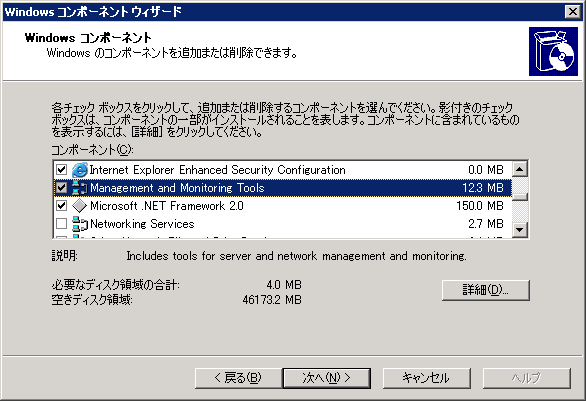 Windows コンポーネント ウィザード
Windows コンポーネント
Windows のコンポーネントを追加または削除できます。
各チェック ボックスをクリックして、追加または削除するコンポーネントを選んでください。影付きのチェック
ボックスは、コンポーネントの一部がインストールされることを表します。コンポーネントに含まれているもの
を表示するには、[詳細] をクリックしてください。
コンポーネント(C):
Internet Explorer Enhanced Security Configuration 0.0 MB
Management and Monitoring Tools 12.3 MB
Microsoft .NET Framework 2.0 150.0 MB
Networking Services 2.7 MB
説明: Includes tools for server and network management and monitoring.
必要なディスク領域の合計: 4.0 MB
空きディスク領域: 46173.2 MB
詳細(D)...
< 戻る(B) 次へ(N) > キャンセル ヘルプ